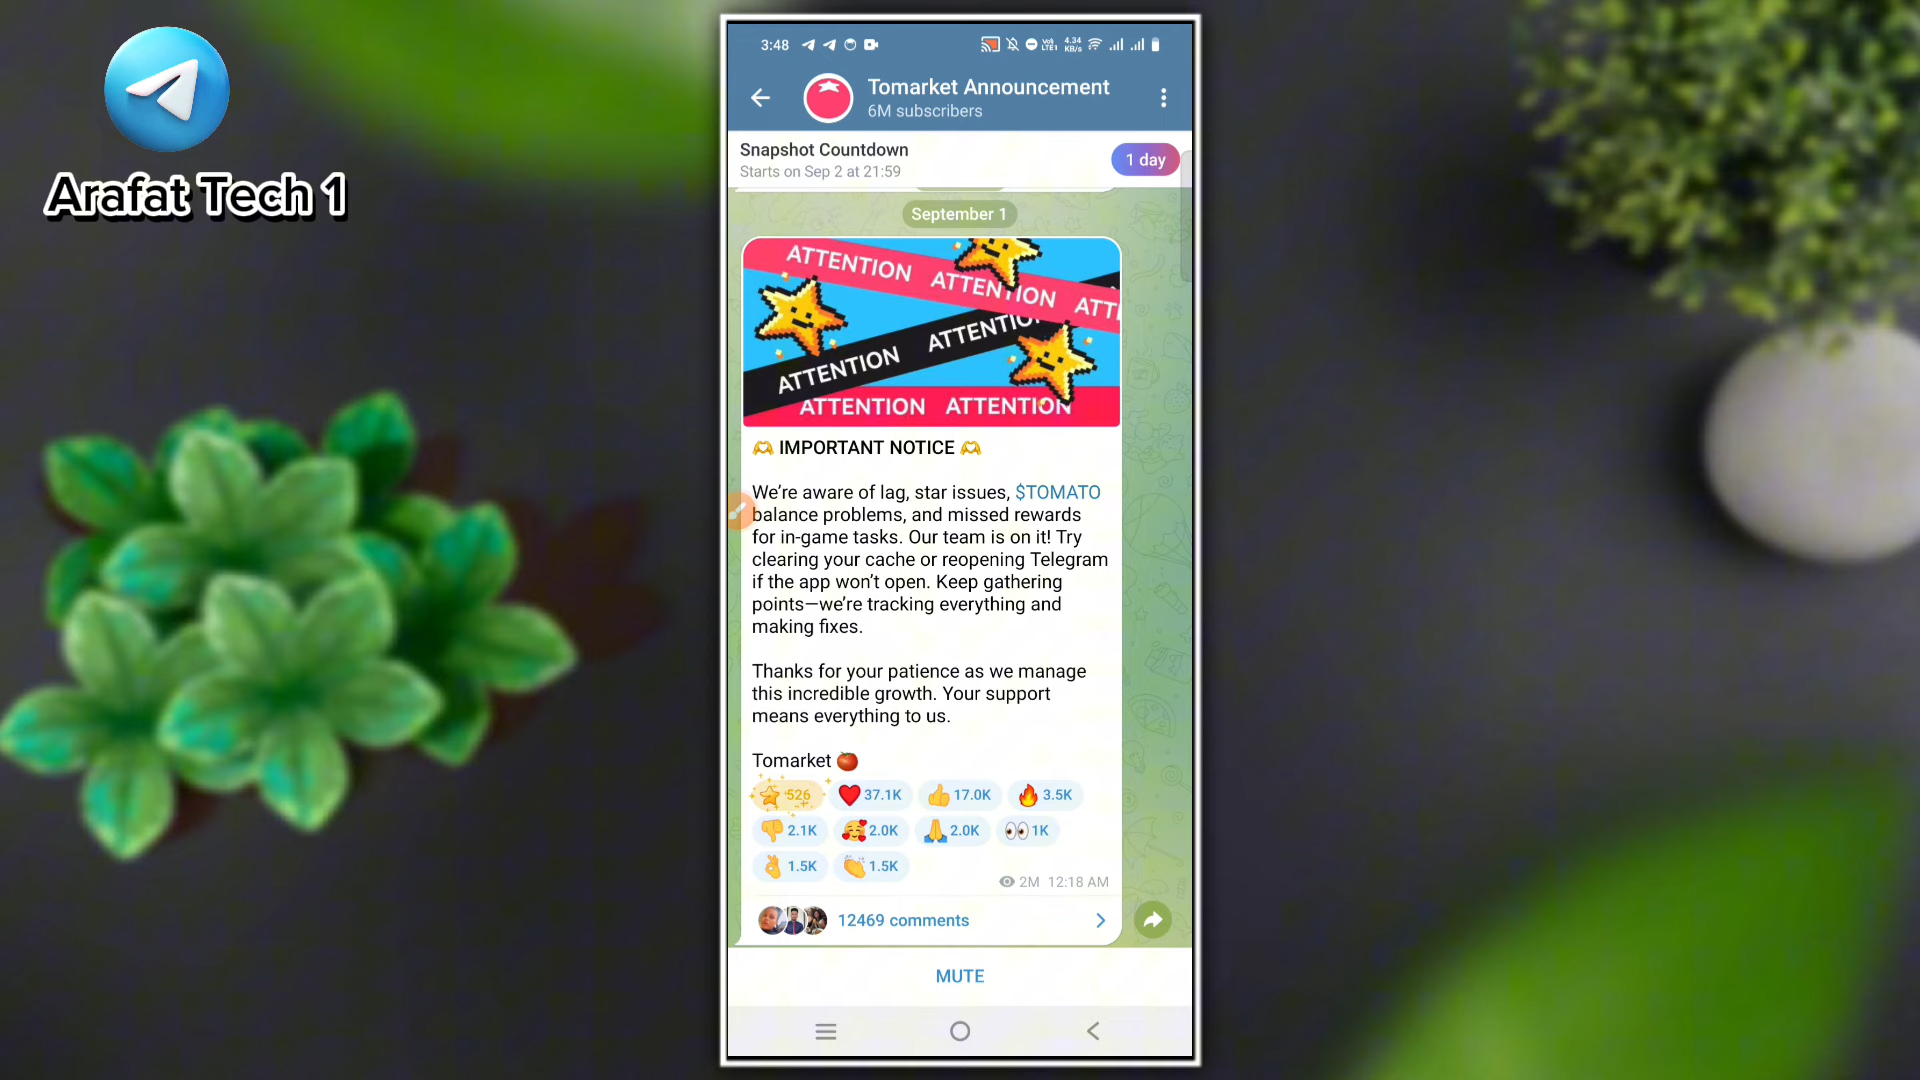 Arafat Tech 1
3:48
Vo)) LTE1
4.34 KB/s
Tomarket Announcement
6M subscribers
Snapshot Countdown
Starts on Sep 2 at 21:59
1 day
September 1
ATTENTION ATTENTION ATT
ATTENTION ATTENTIO
ATTENTION ATTENTION
IMPORTANT NOTICE
We’re aware of lag, star issues, $TOMATO
balance problems, and missed rewards
for in-game tasks. Our team is on it! Try
clearing your cache or reopening Telegram
if the app won’t open. Keep gathering
points—we’re tracking everything and
making fixes.
Thanks for your patience as we manage
this incredible growth. Your support
means everything to us.
Tomarket 🍅
526 37.1K 17.0K 3.5K
2.1K 2.0K 2.0K 1K
1.5K 1.5K
2M 12:18 AM
12469 comments
MUTE